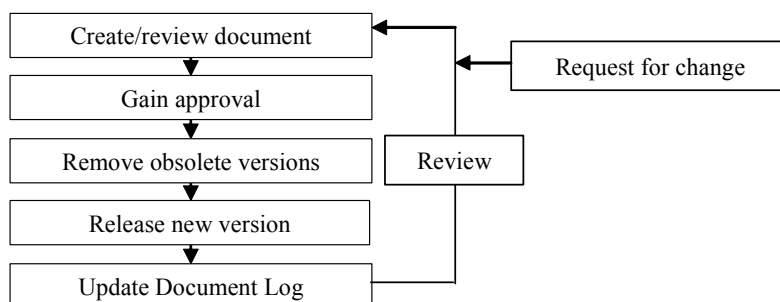 Create/review document
Request for change
Gain approval
Remove obsolete versions
Review
Release new version
Update Document Log